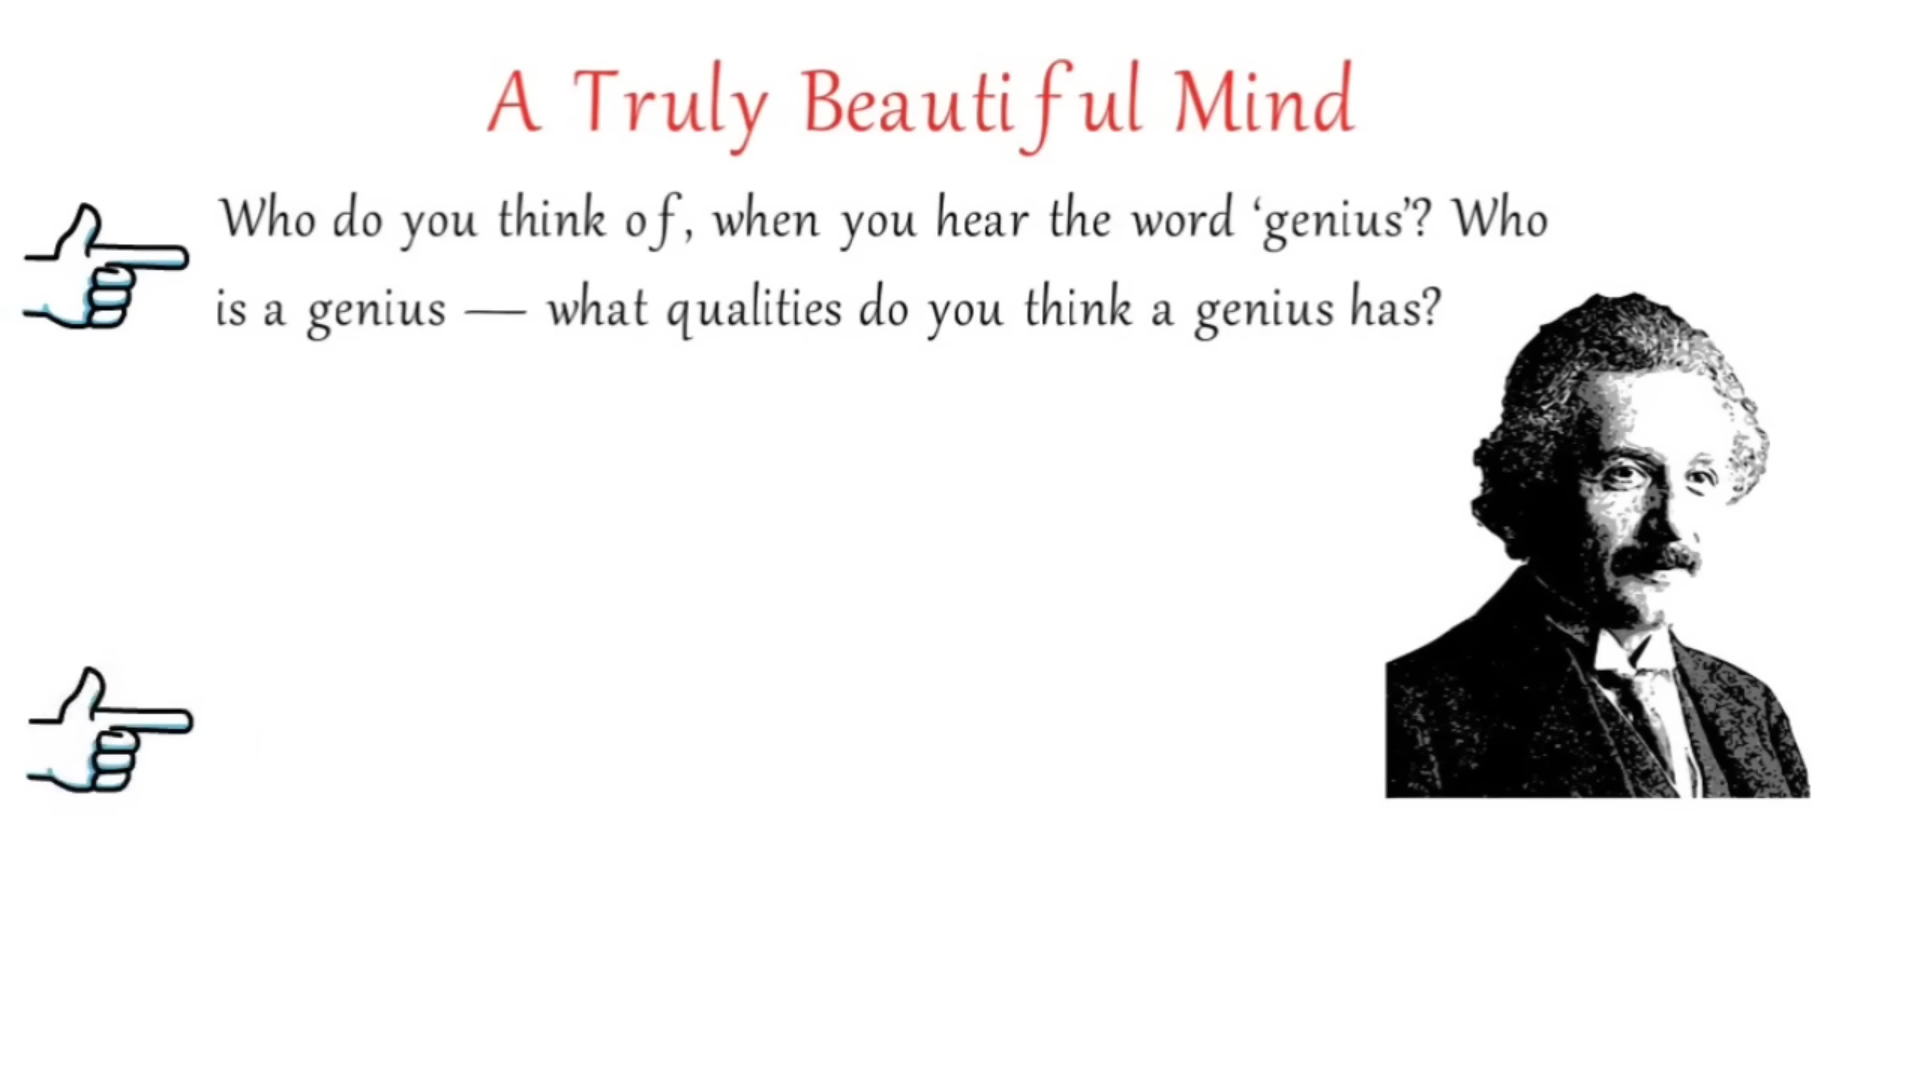 A Truly Beautiful Mind
Who do you think of, when you hear the word ‘genius’? Who
is a genius — what qualities do you think a genius has?